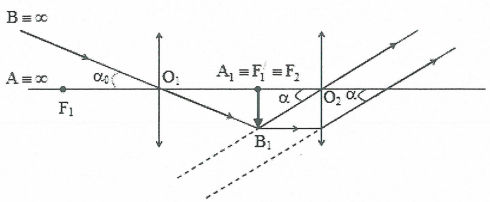 B ≡ ∞
A ≡ ∞
α₀
O₁
A₁ ≡ F₁' ≡ F₂
F₁
α
O₂
α
B₁